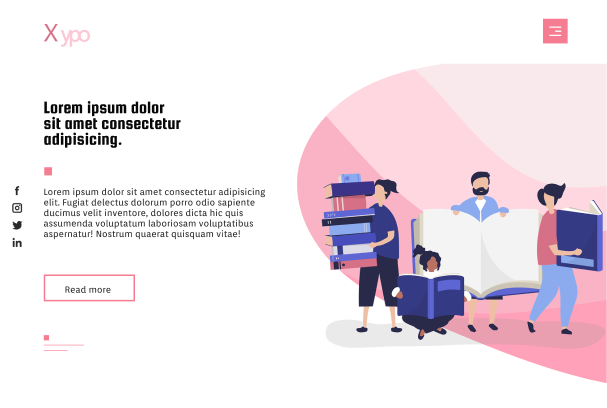 X ypo
Lorem ipsum dolor
sit amet consectetur
adipisicing.
Lorem ipsum dolor sit amet consectetur adipisicing
elit. Fugiat delectus dolorum porro odio sapiente
ducimus velit inventore, dolores dicta hic quis
assumenda voluptatum laboriosam voluptatibus
aspernatur! Nostrum quaerat quisquam vitae!
Read more